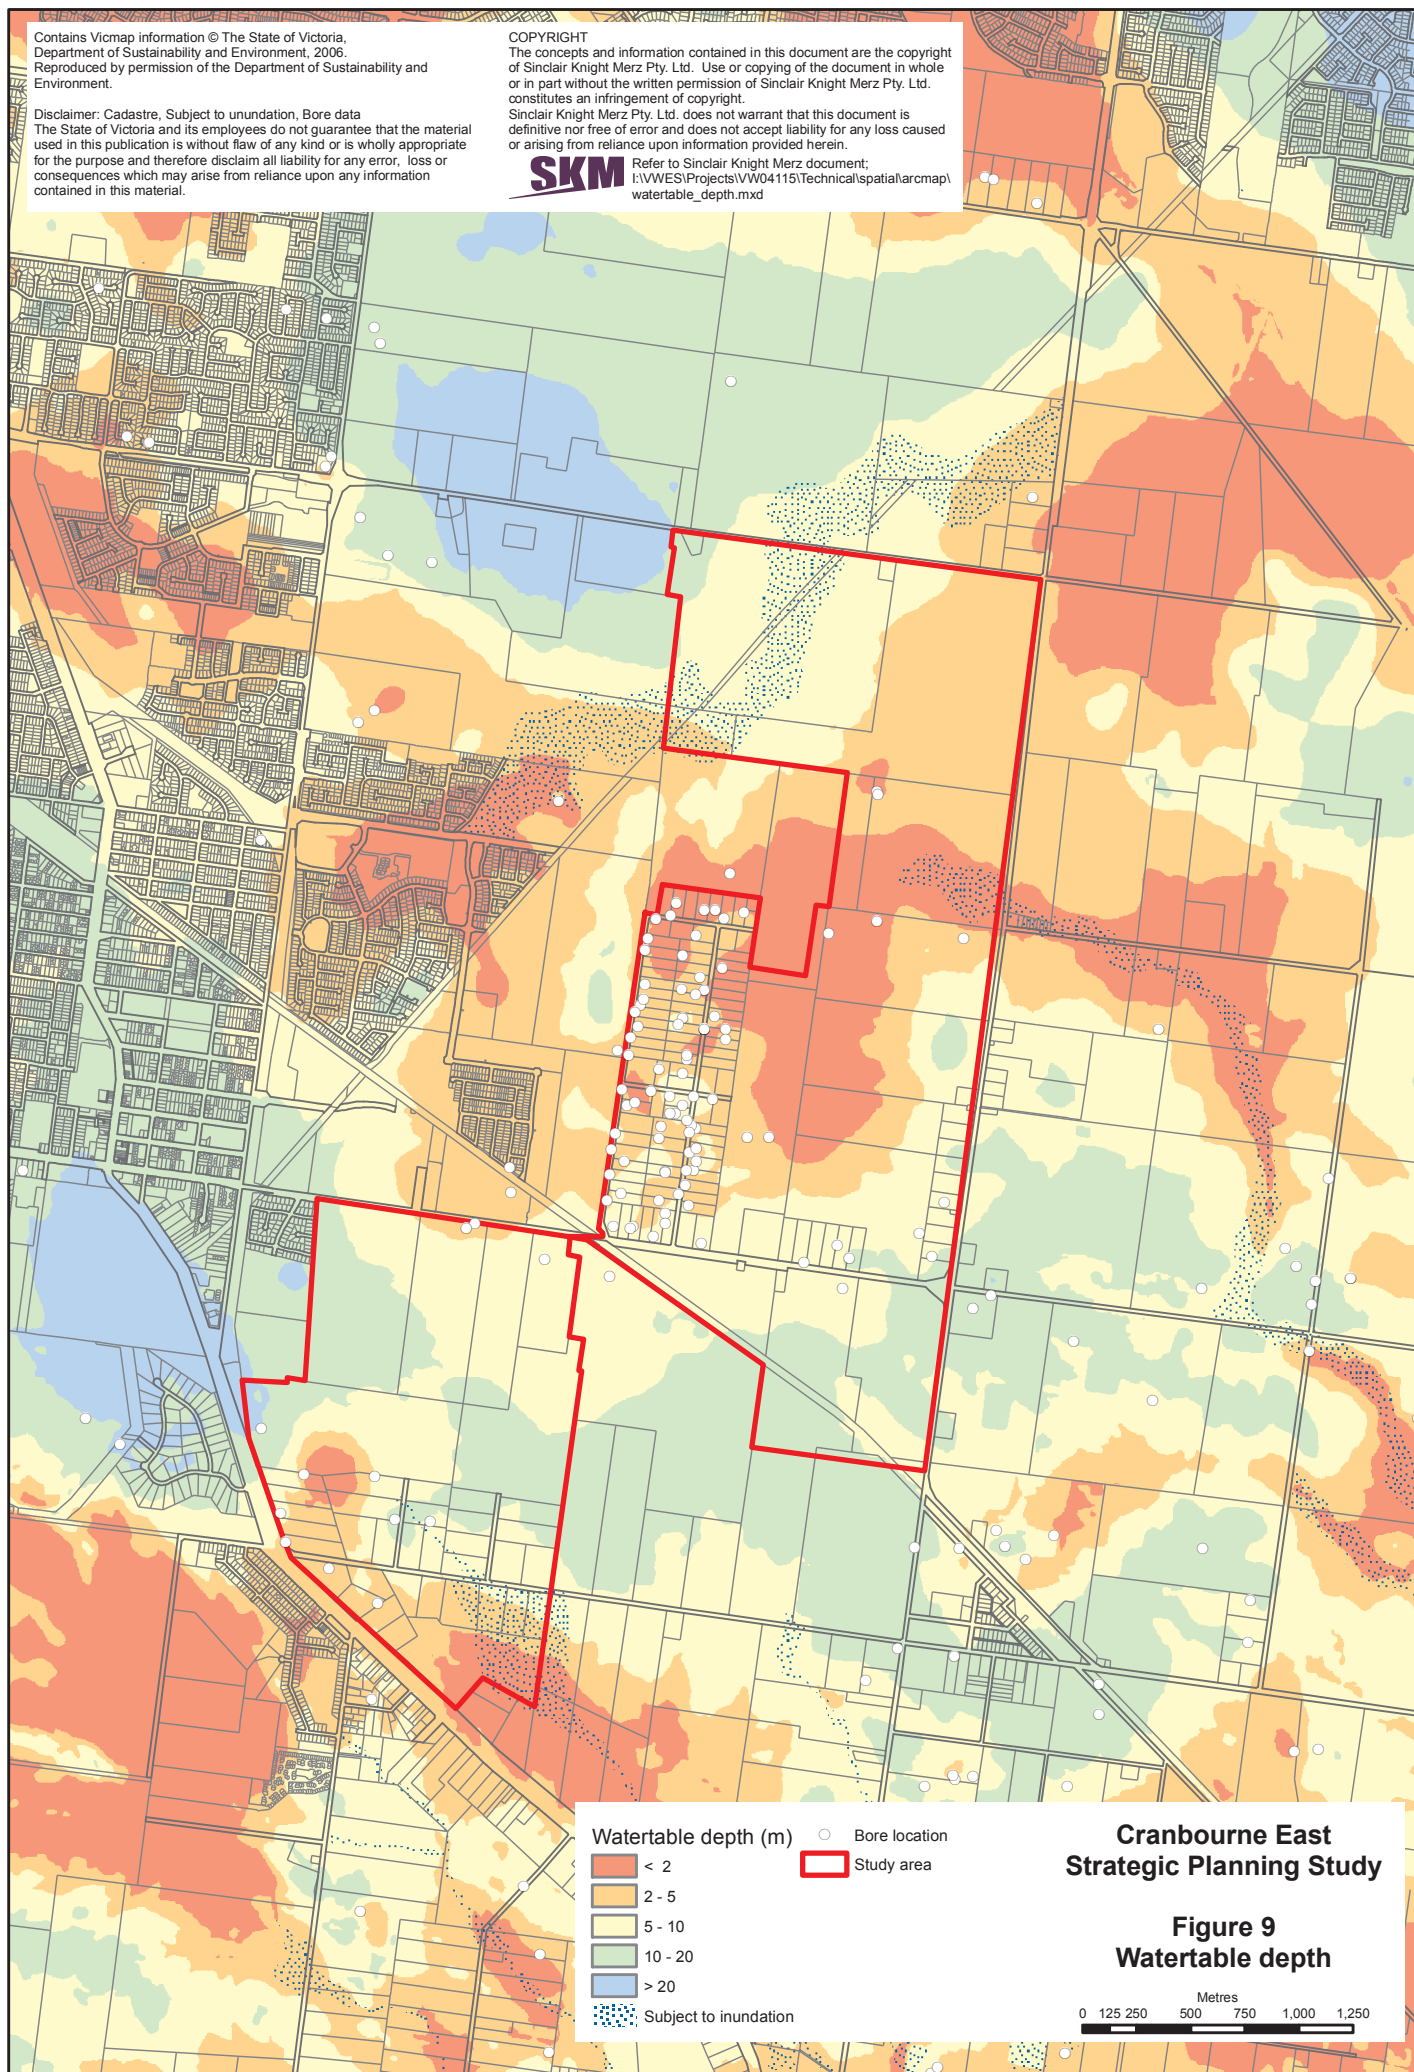 Contains Vicmap information © The State of Victoria,
Department of Sustainability and Environment, 2006.
Reproduced by permission of the Department of Sustainability and
Environment.
Disclaimer: Cadastre, Subject to unundation, Bore data
The State of Victoria and its employees do not guarantee that the material
used in this publication is without flaw of any kind or is wholly appropriate
for the purpose and therefore disclaim all liability for any error, loss or
consequences which may arise from reliance upon any information
contained in this material.
COPYRIGHT
The concepts and information contained in this document are the copyright
of Sinclair Knight Merz Pty. Ltd. Use or copying of the document in whole
or in part without the written permission of Sinclair Knight Merz Pty. Ltd.
constitutes an infringement of copyright.
Sinclair Knight Merz Pty. Ltd. does not warrant that this document is
definitive nor free of error and does not accept liability for any loss caused
or arising from reliance upon information provided herein.
SKM
Refer to Sinclair Knight Merz document;
I:\VWES\Projects\VW04115\Technical\spatial\arcmap\
watertable_depth.mxd
Watertable depth (m)
< 2
2 - 5
5 - 10
10 - 20
> 20
Subject to inundation
Bore location
Study area
Cranbourne East
Strategic Planning Study
Figure 9
Watertable depth
Metres
0 125 250 500 750 1,000 1,250